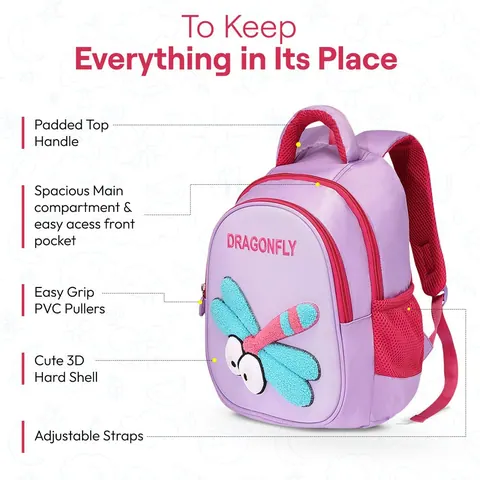 To Keep
Everything in Its Place
Padded Top
Handle
Spacious Main
compartment &
easy acess front
pocket
DRAGONFLY
Easy Grip
PVC Pullers
Cute 3D
Hard Shell
Adjustable Straps